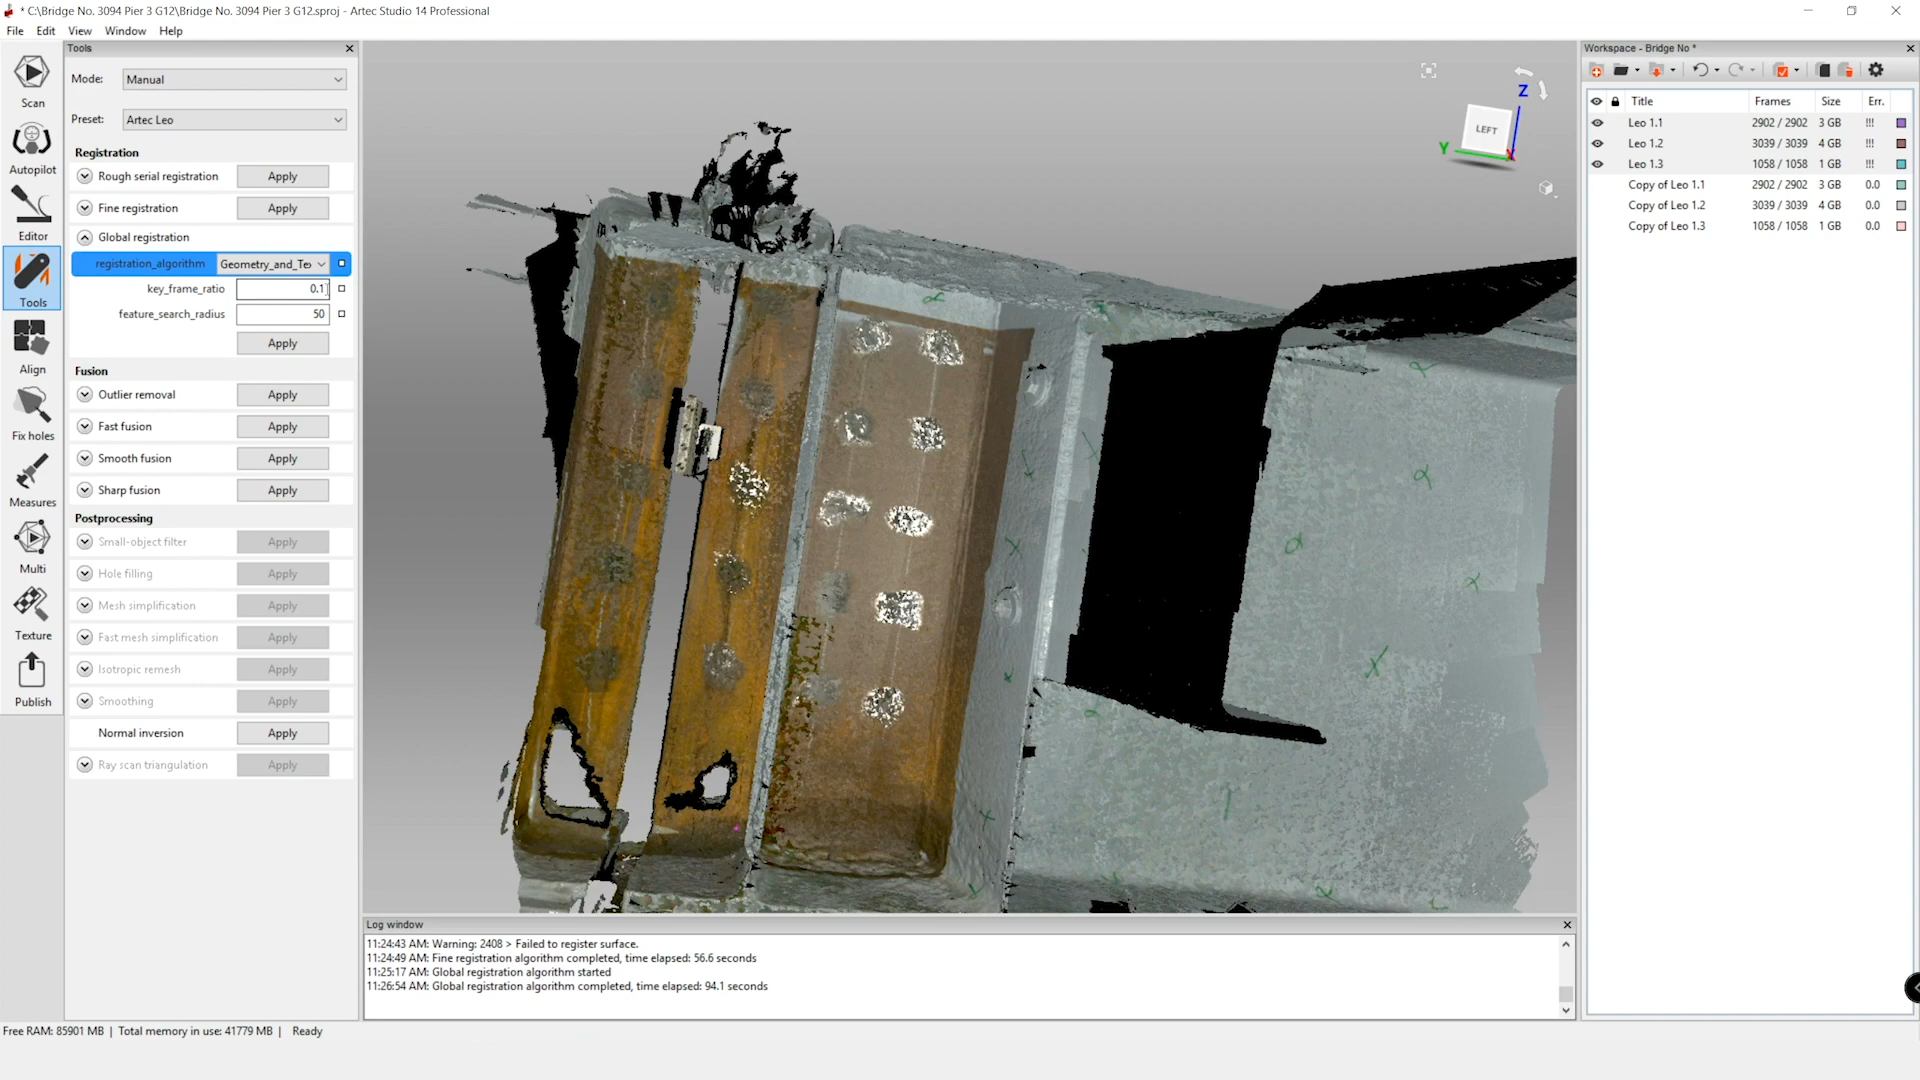 * C:\Bridge No. 3094 Pier 3 G12\Bridge No. 3094 Pier 3 G12.sproj - Artec Studio 14 Professional
File Edit View Window Help
Scan
Autopilot
Editor
Tools
Align
Fix holes
Measures
Multi
Texture
Publish
Tools
Mode: Manual
Preset: Artec Leo
Registration
Rough serial registration Apply
Fine registration Apply
Global registration
registration_algorithm Geometry_and_Te
key_frame_ratio 0.1
feature_search_radius 50
Apply
Fusion
Outlier removal Apply
Fast fusion Apply
Smooth fusion Apply
Sharp fusion Apply
Postprocessing
Small-object filter Apply
Hole filling Apply
Mesh simplification Apply
Fast mesh simplification Apply
Isotropic remesh Apply
Smoothing Apply
Normal inversion Apply
Ray scan triangulation Apply
Z
LEFT
Y
X
Log window
11:24:43 AM: Warning: 2408 > Failed to register surface.
11:24:49 AM: Fine registration algorithm completed, time elapsed: 56.6 seconds
11:25:17 AM: Global registration algorithm started
11:26:54 AM: Global registration algorithm completed, time elapsed: 94.1 seconds
Workspace - Bridge No *
Title Frames Size Err.
Leo 1.1 2902 / 2902 3 GB !!!
Leo 1.2 3039 / 3039 4 GB !!!
Leo 1.3 1058 / 1058 1 GB !!!
Copy of Leo 1.1 2902 / 2902 3 GB 0.0
Copy of Leo 1.2 3039 / 3039 4 GB 0.0
Copy of Leo 1.3 1058 / 1058 1 GB 0.0
Free RAM: 85901 MB | Total memory in use: 41779 MB | Ready